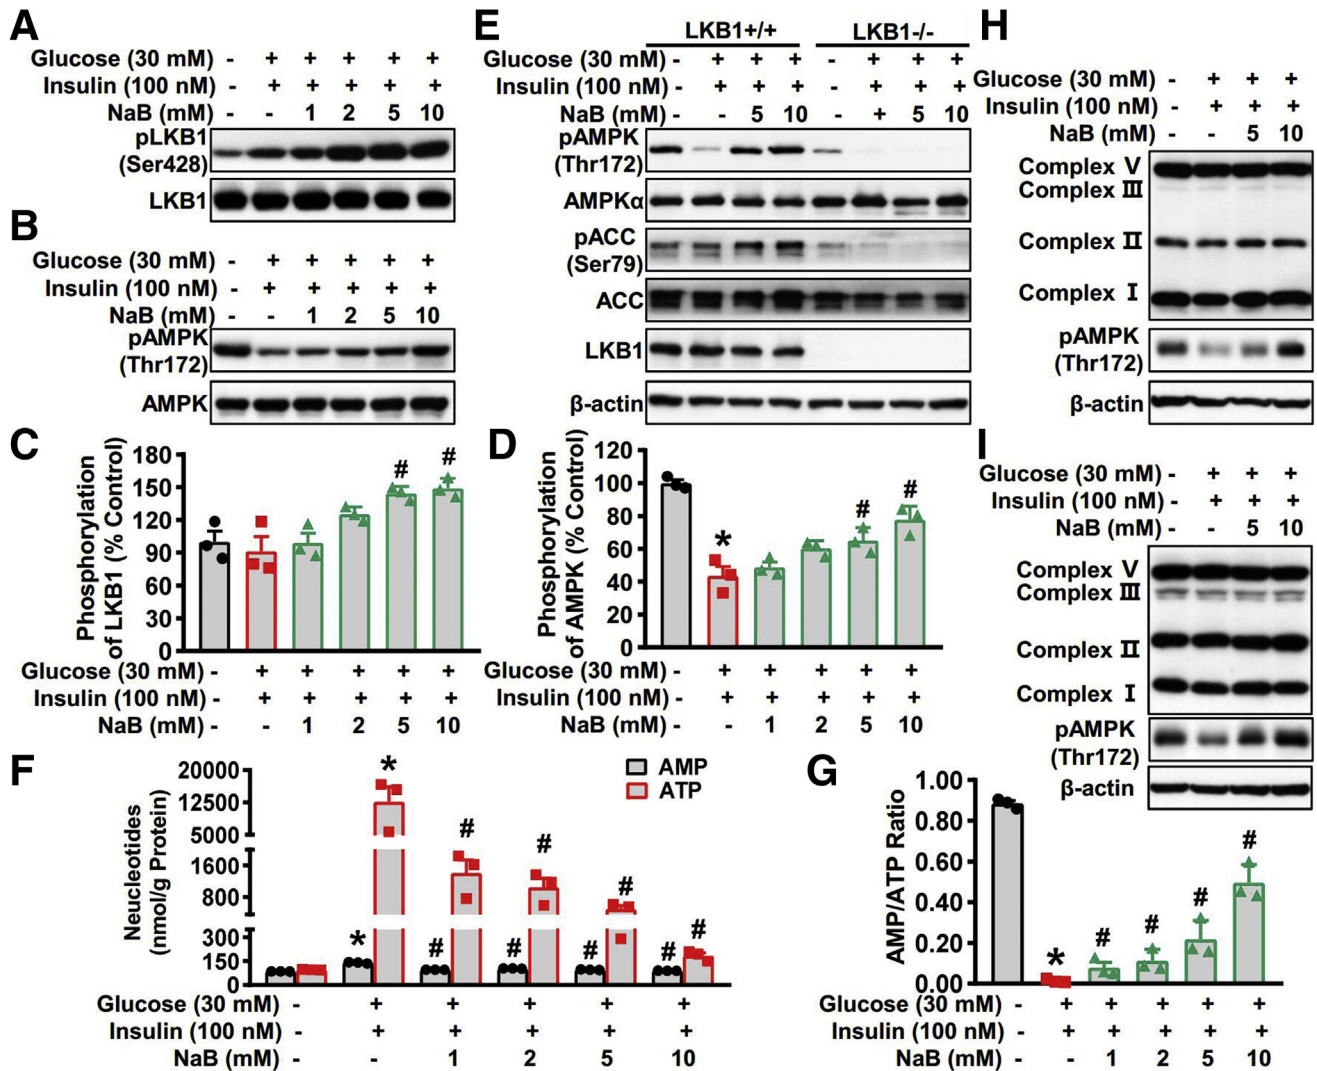 A
Glucose (30 mM) - + + + + +
Insulin (100 nM) - + + + + +
NaB (mM) - - 1 2 5 10
pLKB1
(Ser428)
LKB1
B
Glucose (30 mM) - + + + + +
Insulin (100 nM) - + + + + +
NaB (mM) - - 1 2 5 10
pAMPK
(Thr172)
AMPK
C
Phosphorylation
of LKB1 (% Control)
180
150
120
90
60
30
0
# #
Glucose (30 mM) - + + + + +
Insulin (100 nM) - + + + + +
NaB (mM) - - 1 2 5 10
D
Phosphorylation
of AMPK (% Control)
120
100
80
60
40
20
0
* # #
Glucose (30 mM) - + + + + +
Insulin (100 nM) - + + + + +
NaB (mM) - - 1 2 5 10
E
LKB1+/+ LKB1-/-
Glucose (30 mM) - + + + - + + +
Insulin (100 nM) - + + + - + + +
NaB (mM) - - 5 10 - + 5 10
pAMPK
(Thr172)
AMPKα
pACC
(Ser79)
ACC
LKB1
β-actin
F
Neucleotides
(nmol/g Protein)
20000
12500
5000
1600
800
300
150
0
AMP
ATP
* * # # # # # # # #
Glucose (30 mM) - + + + + +
Insulin (100 nM) - + + + + +
NaB (mM) - - 1 2 5 10
G
AMP/ATP Ratio
1.00
0.80
0.60
0.40
0.20
0.00
* # # # #
Glucose (30 mM) - + + + + +
Insulin (100 nM) - + + + + +
NaB (mM) - - 1 2 5 10
H
Glucose (30 mM) - + + +
Insulin (100 nM) - + + +
NaB (mM) - - 5 10
Complex Ⅴ
Complex Ⅲ
Complex Ⅱ
Complex Ⅰ
pAMPK
(Thr172)
β-actin
I
Glucose (30 mM) - + + +
Insulin (100 nM) - + + +
NaB (mM) - - 5 10
Complex Ⅴ
Complex Ⅲ
Complex Ⅱ
Complex Ⅰ
pAMPK
(Thr172)
β-actin